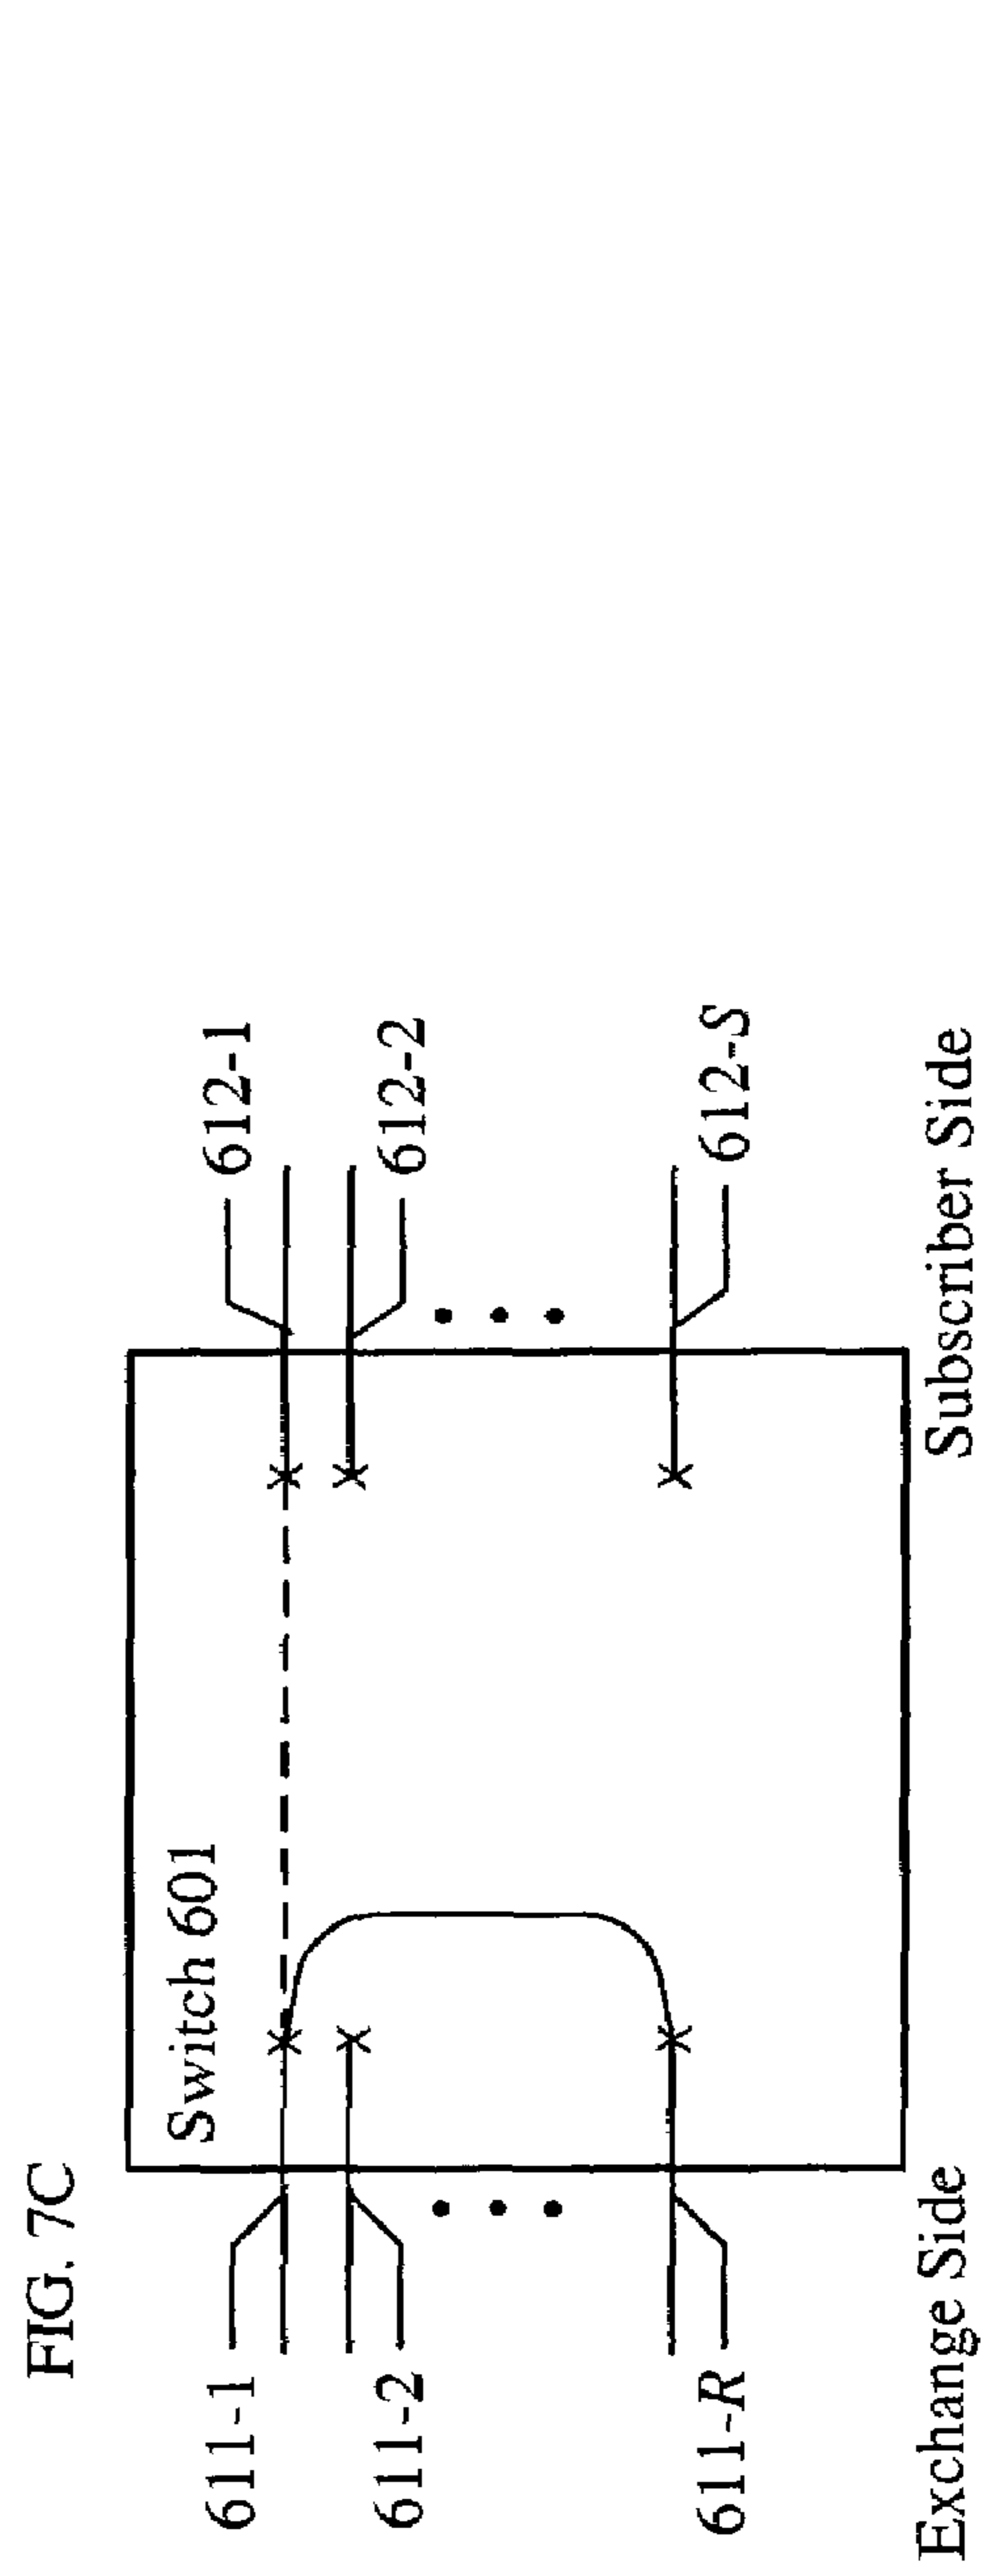 FIG. 7C
Switch 601
611-1
612-1
611-2
612-2
611-R
612-S
Exchange Side
Subscriber Side